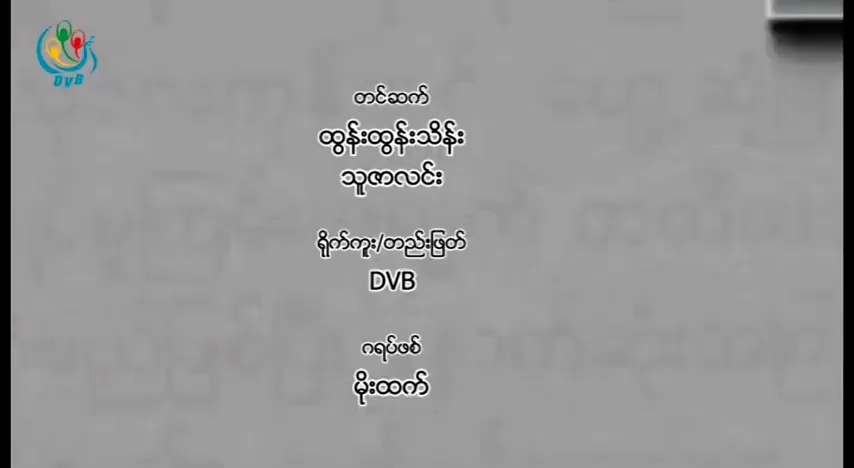 DVB
တင်ဆက်
ထွန်းထွန်းသိန်း
သူဇာလင်း
ရိုက်ကူး/တည်းဖြတ်
DVB
ဂရပ်ဖစ်
မိုးထက်